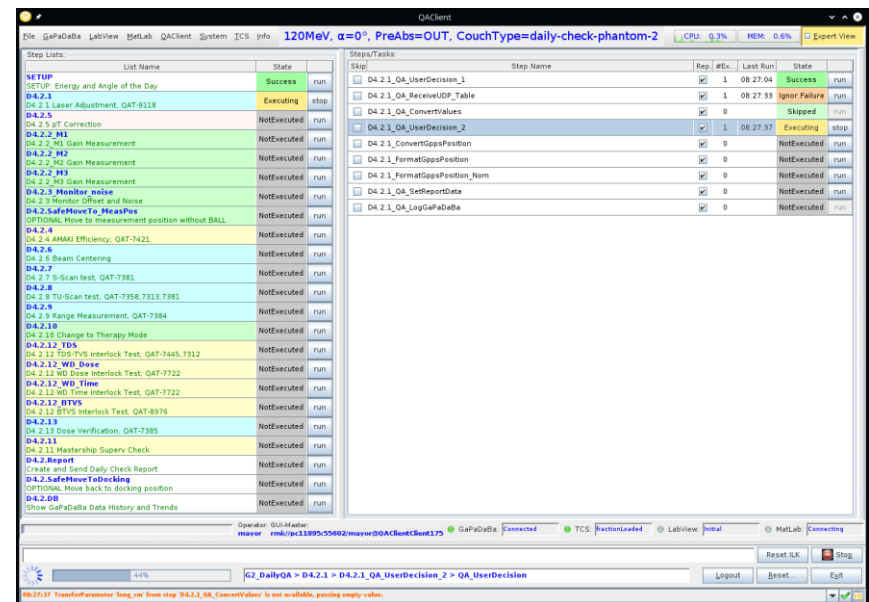 QAClient
File GaPaDaBa LabView MatLab QAClient System TCS Info 120MeV, α=0°, PreAbs=OUT, CouchType=daily-check-phantom-2 CPU: 0.3% MEM: 0.6% Expert View
Step Lists:
List Name State
SETUP
SETUP: Energy and Angle of the Day Success run
D4.2.1
D4.2.1 Laser Adjustment, QAT-9118 Executing stop
D4.2.5
D4.2.5 pT Correction NotExecuted run
D4.2.2_M1
D4.2.2_M1 Gain Measurement NotExecuted run
D4.2.2_M2
D4.2.2_M2 Gain Measurement NotExecuted run
D4.2.2_M3
D4.2.2_M3 Gain Measurement NotExecuted run
D4.2.3_Monitor_noise
D4.2.3 Monitor Offset and Noise NotExecuted run
D4.2.SafeMoveTo_MeasPos
OPTIONAL Move to measurement position without BALL NotExecuted run
D4.2.4
D4.2.4 AMAKI Efficiency, QAT-7421 NotExecuted run
D4.2.6
D4.2.6 Beam Centering NotExecuted run
D4.2.7
D4.2.7 S-Scan test, QAT-7381 NotExecuted run
D4.2.8
D4.2.8 TU-Scan test, QAT-7358,7313,7381 NotExecuted run
D4.2.9
D4.2.9 Range Measurement, QAT-7384 NotExecuted run
D4.2.10
D4.2.10 Change to Therapy Mode NotExecuted run
D4.2.12_TDS
D4.2.12 TDS-TVS Interlock Test, QAT-7445,7312 NotExecuted run
D4.2.12_WD_Dose
D4.2.12 WD Dose Interlock Test, QAT-7722 NotExecuted run
D4.2.12_WD_Time
D4.2.12 WD Time Interlock Test, QAT-7722 NotExecuted run
D4.2.12_BTVS
D4.2.12 BTVS Interlock Test, QAT-8976 NotExecuted run
D4.2.13
D4.2.13 Dose Verification, QAT-7385 NotExecuted run
D4.2.11
D4.2.11 Mastership Superv Check NotExecuted run
D4.2.Report
Create and Send Daily Check Report NotExecuted run
D4.2.SafeMoveToDocking
OPTIONAL Move back to docking position NotExecuted run
D4.2.DB
Show GaPaDaBa Data History and Trends NotExecuted run
Steps/Tasks:
Skip Step Name Rep. #Ex... Last Run State
D4.2.1_QA_UserDecision_1 1 08:27:04 Success run
D4.2.1_QA_ReceiveUDP_Table 1 08:27:33 Ignor.Failure run
D4.2.1_QA_ConvertValues 0 Skipped run
D4.2.1_QA_UserDecision_2 1 08:27:37 Executing stop
D4.2.1_ConvertGppsPosition 0 NotExecuted run
D4.2.1_FormatGppsPosition 0 NotExecuted run
D4.2.1_FormatGppsPosition_Nom 0 NotExecuted run
D4.2.1_QA_SetReportData 0 NotExecuted run
D4.2.1_QA_LogGaPaDaBa 0 NotExecuted run
Operator: GUI-Master:
mayor rmi://pc11895:55602/mayor@QAClientClient175 GaPaDaBa: Connected TCS: fractionLoaded LabView: Initial MatLab: Connecting
Reset ILK Stop
44% G2_DailyQA > D4.2.1 > D4.2.1_QA_UserDecision_2 > QA_UserDecision Logout Reset... Exit
08:27:37 TransferParameter 'long_cm' from step 'D4.2.1_QA_ConvertValues' is not available, passing empty value.